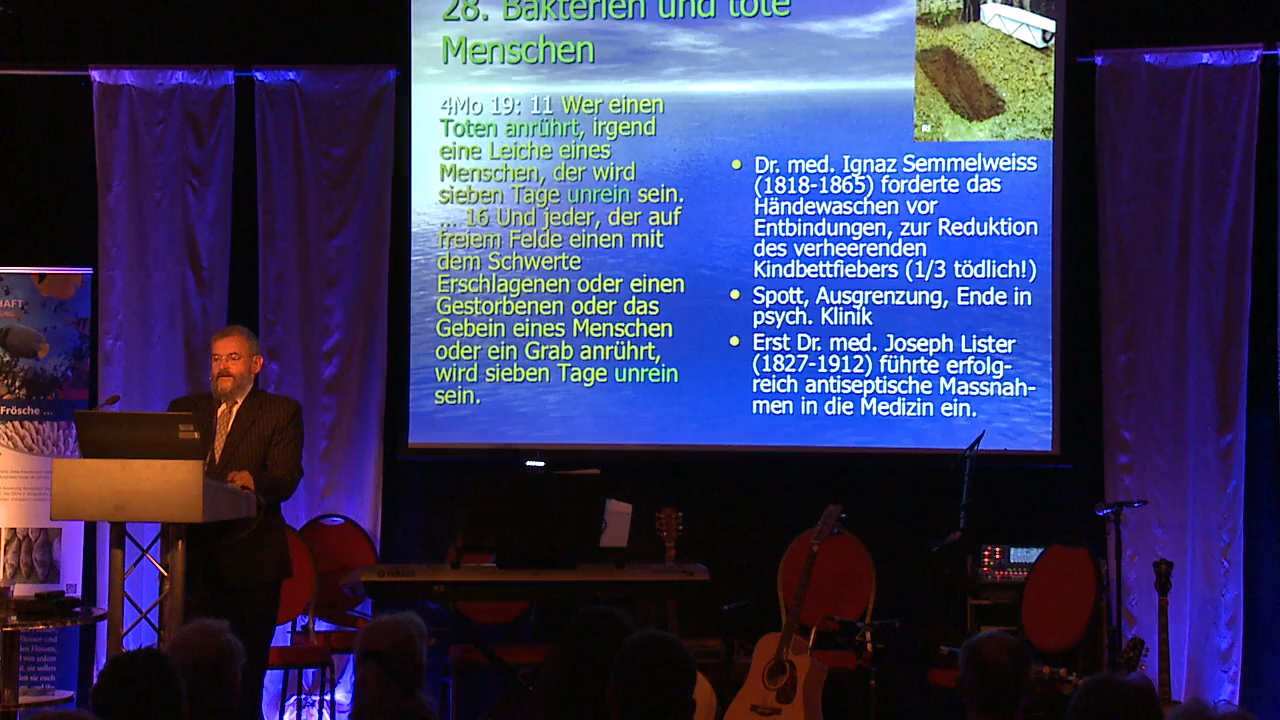 28. Bakterien und tote
Menschen
4Mo 19: 11 Wer einen
Toten anrührt, irgend
eine Leiche eines
Menschen, der wird
sieben Tage unrein sein.
... 16 Und jeder, der auf
freiem Felde einen mit
dem Schwerte
Erschlagenen oder einen
Gestorbenen oder das
Gebein eines Menschen
oder ein Grab anrührt,
wird sieben Tage unrein
sein.
• Dr. med. Ignaz Semmelweiss
(1818-1865) forderte das
Händewaschen vor
Entbindungen, zur Reduktion
des verheerenden
Kindbettfiebers (1/3 tödlich!)
• Spott, Ausgrenzung, Ende in
psych. Klinik
• Erst Dr. med. Joseph Lister
(1827-1912) führte erfolg-
reich antiseptische Massnah-
men in die Medizin ein.
HAFT
Frösche ...
YAMAHA